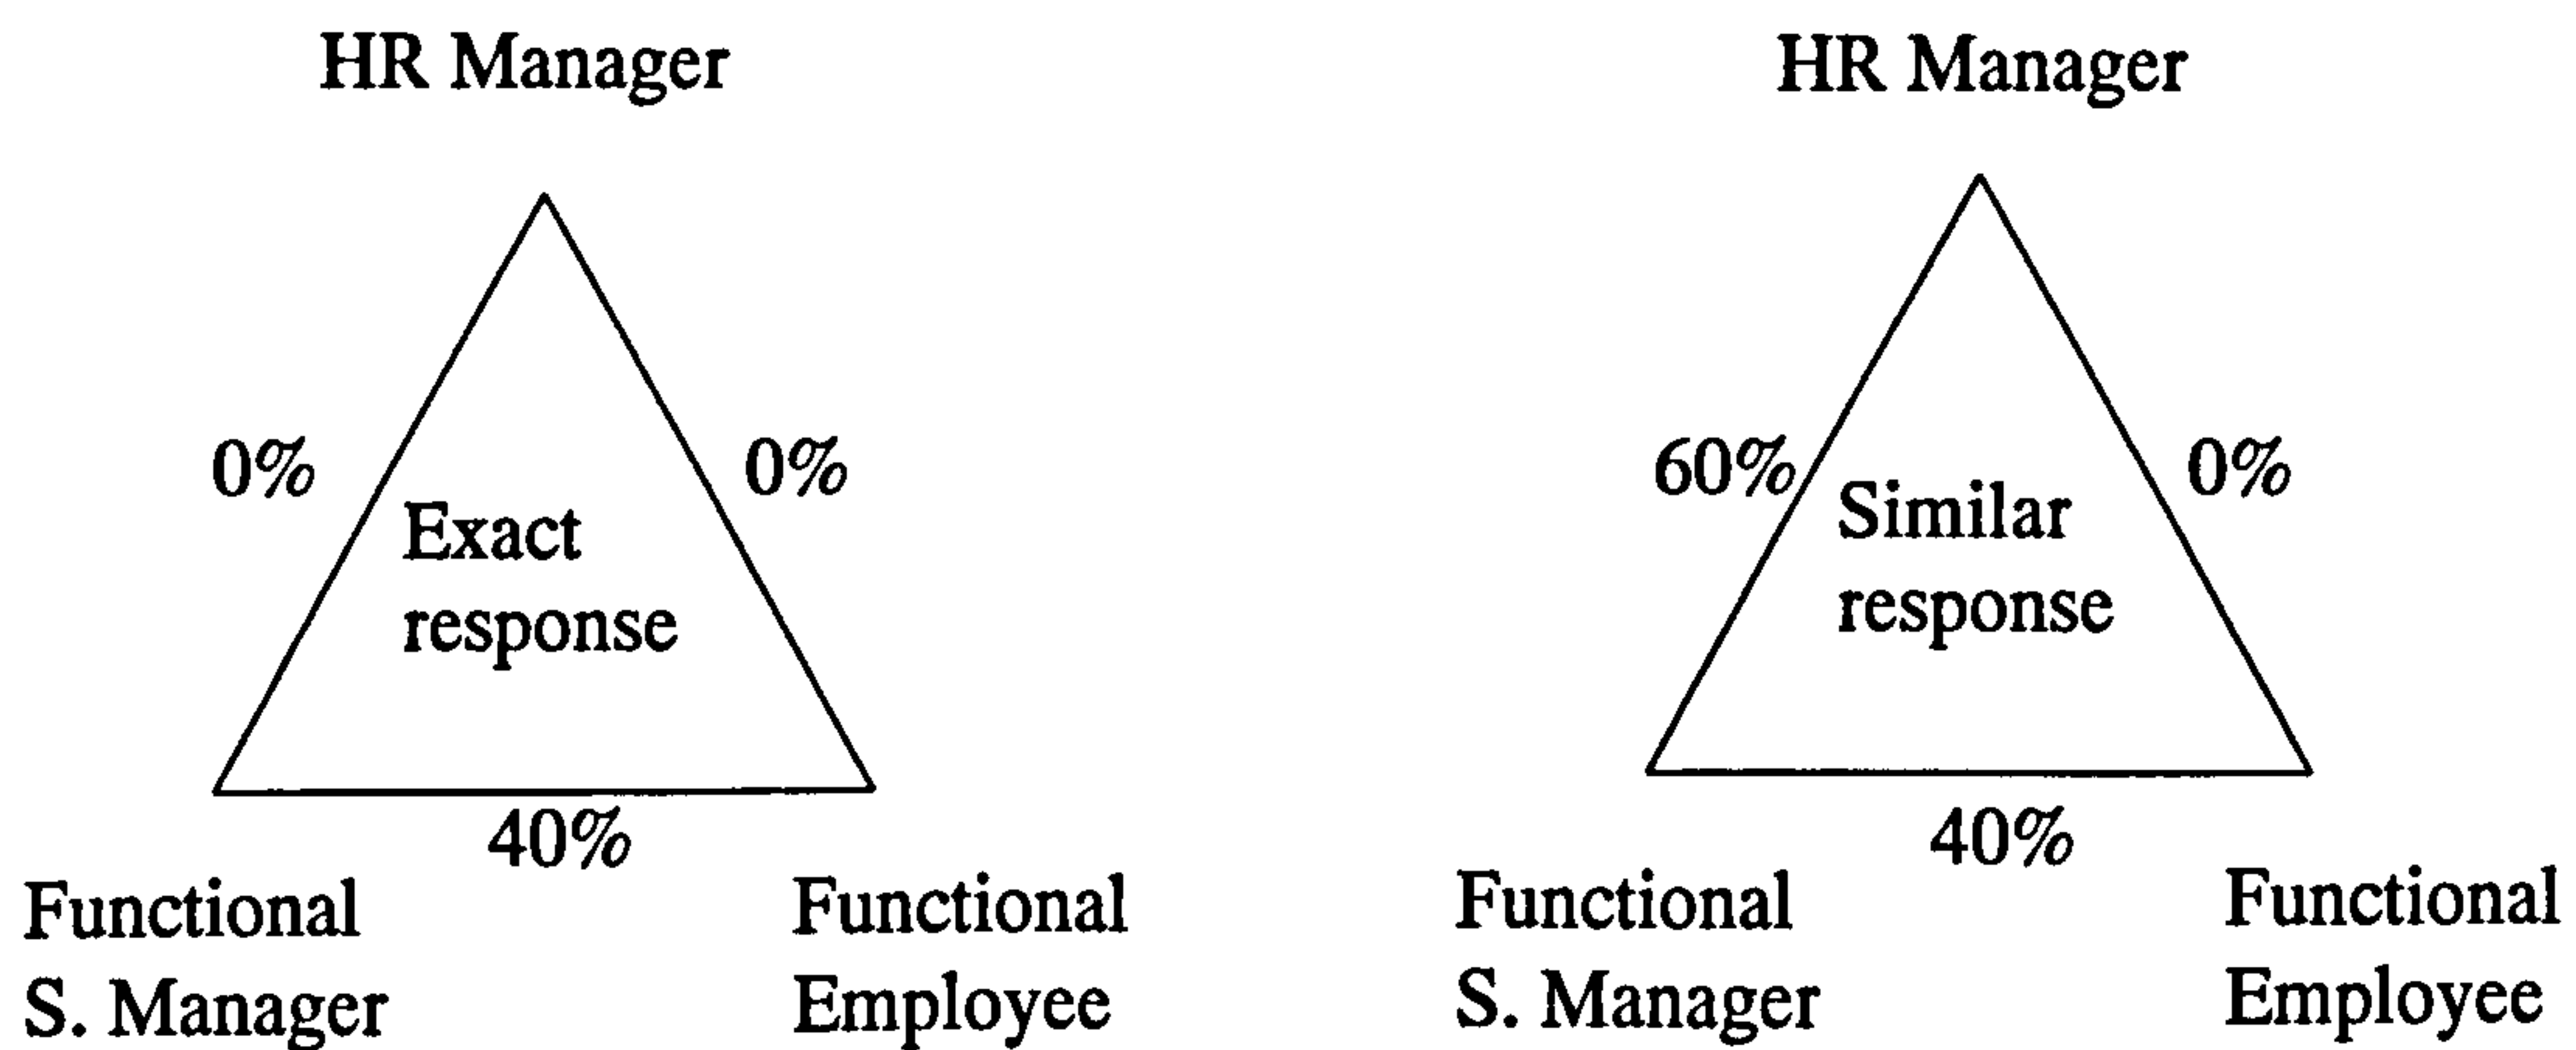 HR Manager
0%
0%
Exact
response
40%
Functional
S. Manager
Functional
Employee
HR Manager
60%
0%
Similar
response
40%
Functional
S. Manager
Functional
Employee